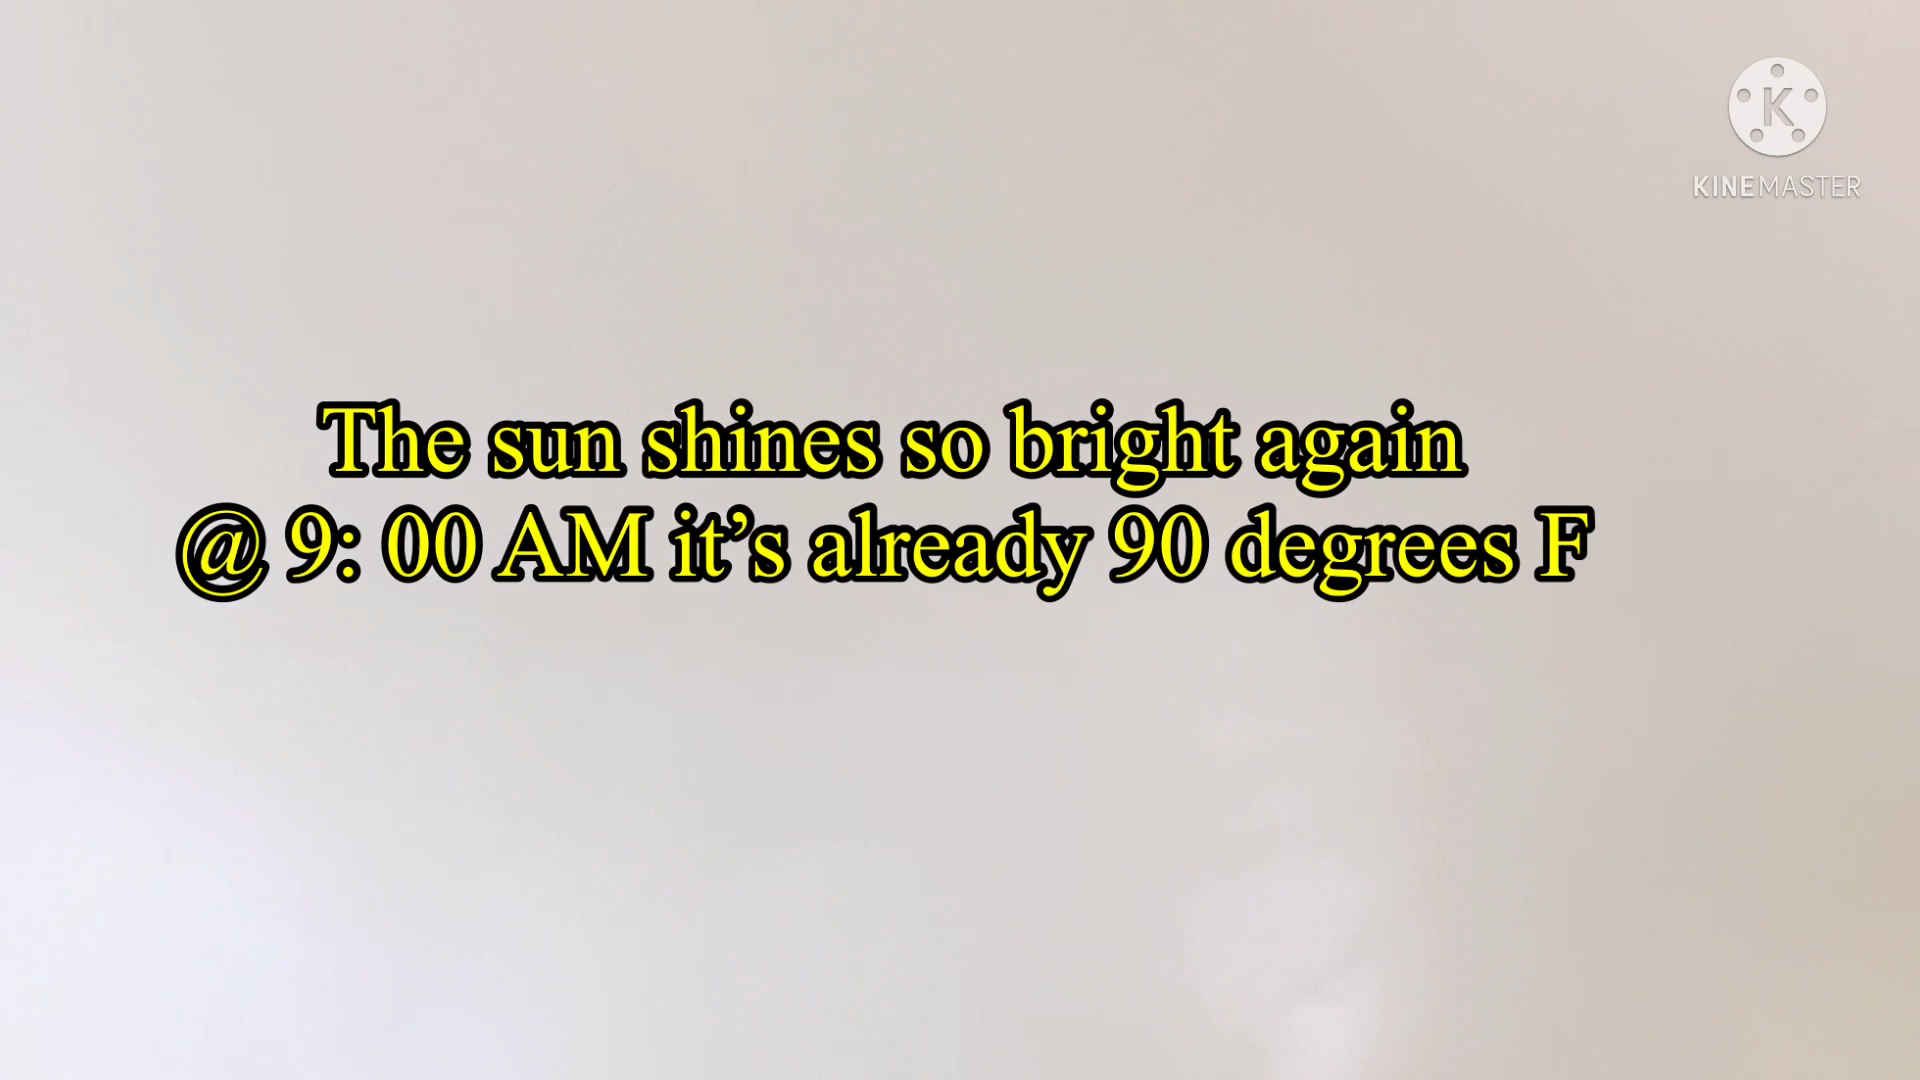 K
KINEMASTER
The sun shines so bright again
@ 9: 00 AM it’s already 90 degrees F